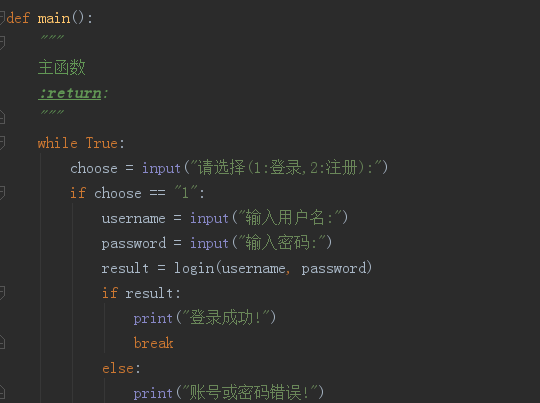 def main():
"""
主函数
:return:
"""
while True:
choose = input("请选择(1:登录,2:注册):")
if choose == "1":
username = input("输入用户名:")
password = input("输入密码:")
result = login(username, password)
if result:
print("登录成功!")
break
else:
print("账号或密码错误!")